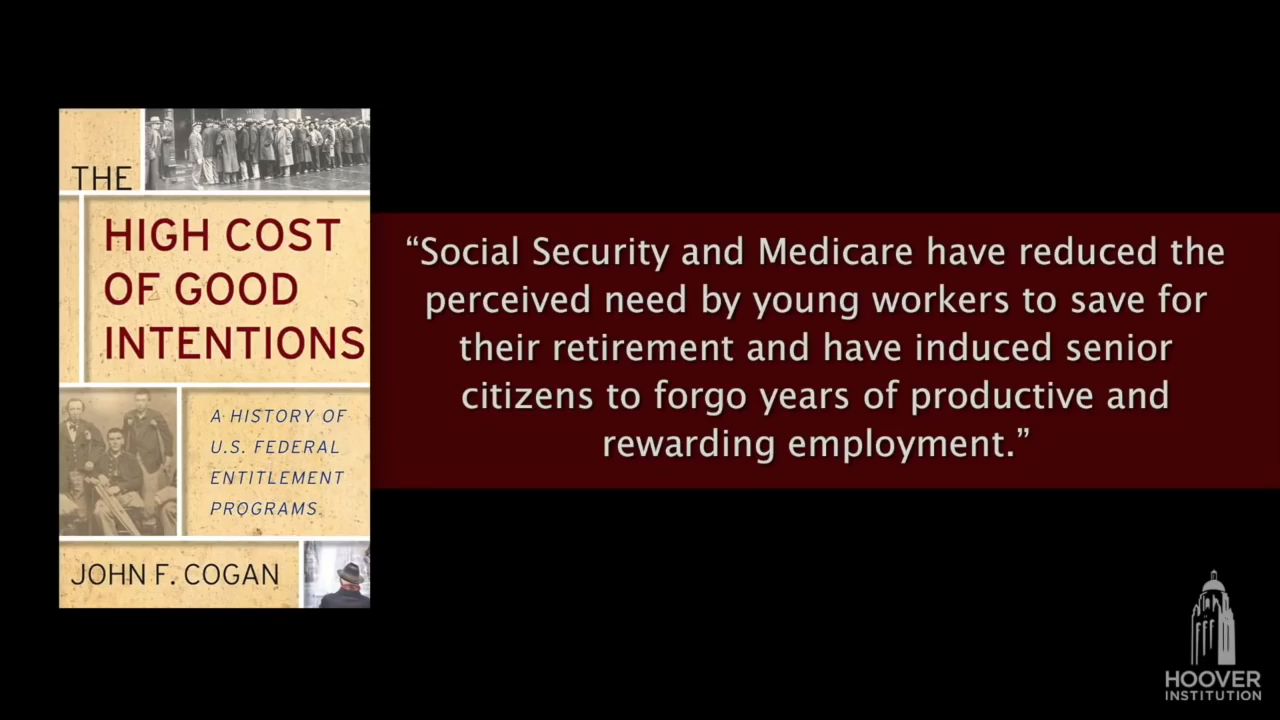 THE
HIGH COST
OF GOOD
INTENTIONS
A HISTORY OF
U.S. FEDERAL
ENTITLEMENT
PROGRAMS
JOHN F. COGAN
“Social Security and Medicare have reduced the
perceived need by young workers to save for
their retirement and have induced senior
citizens to forgo years of productive and
rewarding employment.”
HOOVER
INSTITUTION